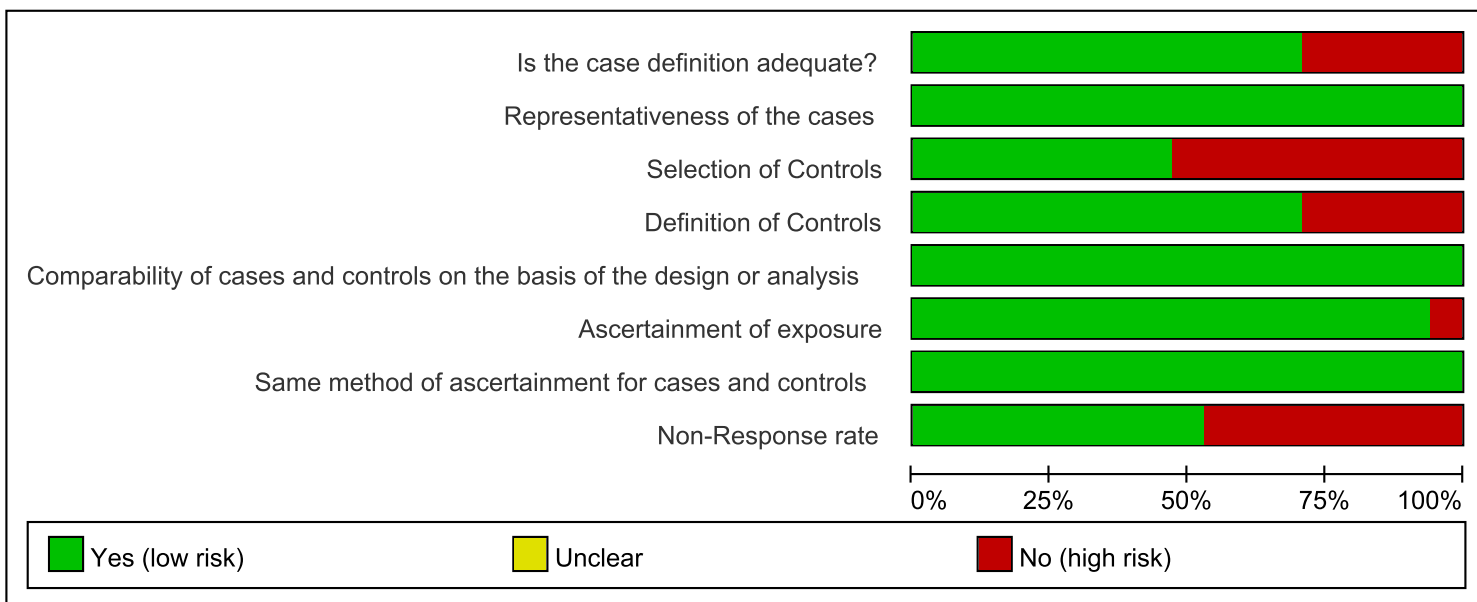 Is the case definition adequate?
Representativeness of the cases
Selection of Controls
Definition of Controls
Comparability of cases and controls on the basis of the design or analysis
Ascertainment of exposure
Same method of ascertainment for cases and controls
Non-Response rate
0% 25% 50% 75% 100%
Yes (low risk) Unclear No (high risk)